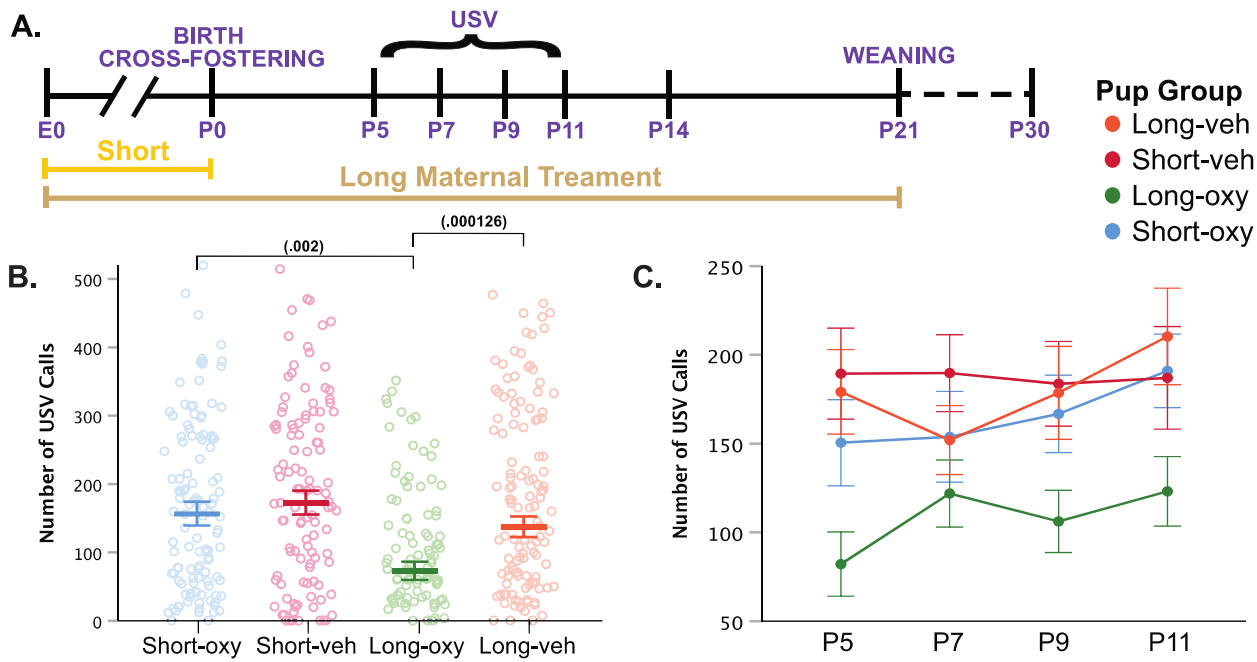 A.
USV
BIRTH
CROSS-FOSTERING
WEANING
E0 P0 P5 P7 P9 P11 P14 P21 P30
Short
Long Maternal Treament
Pup Group
Long-veh
Short-veh
Long-oxy
Short-oxy
B.
(.002)
(.000126)
Number of USV Calls
500
400
300
200
100
0
Short-oxy Short-veh Long-oxy Long-veh
C.
Number of USV Calls
250
200
150
100
50
P5 P7 P9 P11